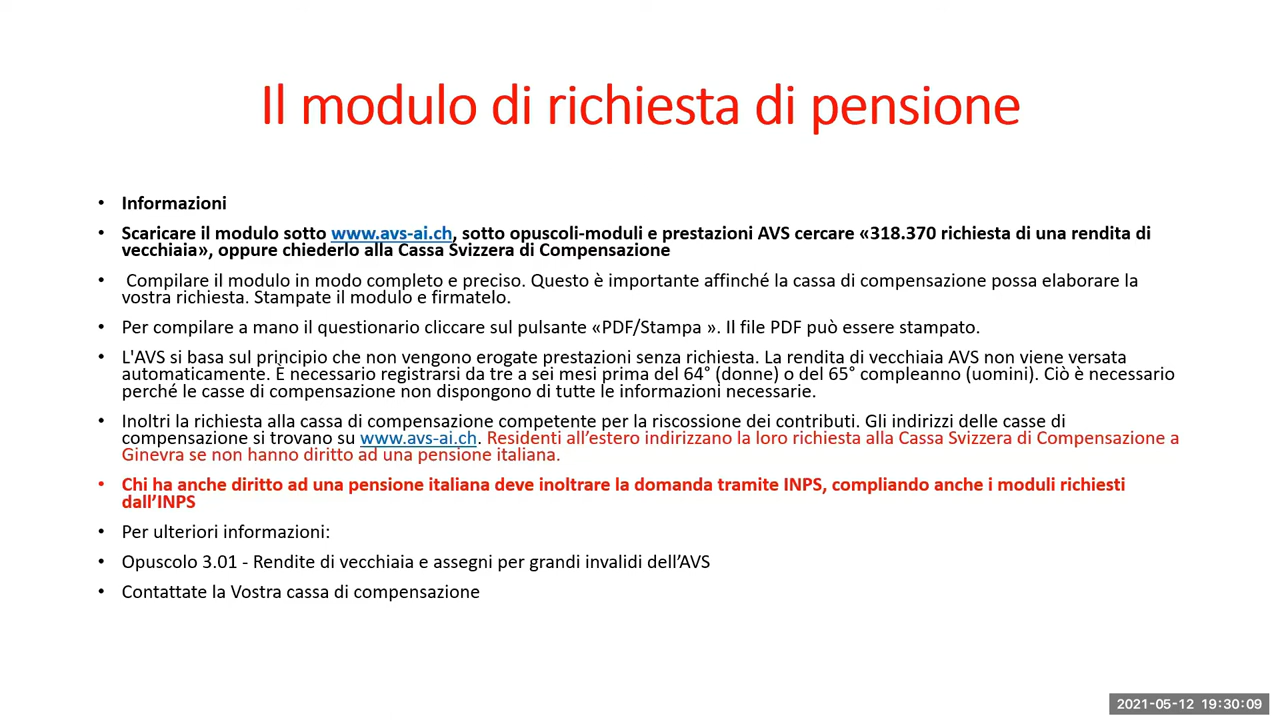 Il modulo di richiesta di pensione
• Informazioni
• Scaricare il modulo sotto www.avs-ai.ch, sotto opuscoli-moduli e prestazioni AVS cercare «318.370 richiesta di una rendita di
vecchiaia», oppure chiederlo alla Cassa Svizzera di Compensazione
• Compilare il modulo in modo completo e preciso. Questo è importante affinché la cassa di compensazione possa elaborare la
vostra richiesta. Stampate il modulo e firmatelo.
• Per compilare a mano il questionario cliccare sul pulsante «PDF/Stampa ». Il file PDF può essere stampato.
• L'AVS si basa sul principio che non vengono erogate prestazioni senza richiesta. La rendita di vecchiaia AVS non viene versata
automaticamente. È necessario registrarsi da tre a sei mesi prima del 64° (donne) o del 65° compleanno (uomini). Ciò è necessario
perché le casse di compensazione non dispongono di tutte le informazioni necessarie.
• Inoltri la richiesta alla cassa di compensazione competente per la riscossione dei contributi. Gli indirizzi delle casse di
compensazione si trovano su www.avs-ai.ch. Residenti all’estero indirizzano la loro richiesta alla Cassa Svizzera di Compensazione a
Ginevra se non hanno diritto ad una pensione italiana.
• Chi ha anche diritto ad una pensione italiana deve inoltrare la domanda tramite INPS, compliando anche i moduli richiesti
dall’INPS
• Per ulteriori informazioni:
• Opuscolo 3.01 - Rendite di vecchiaia e assegni per grandi invalidi dell’AVS
• Contattate la Vostra cassa di compensazione
2021-05-12 19:30:09